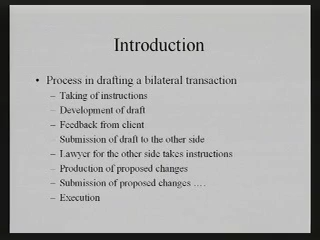 Introduction
• Process in drafting a bilateral transaction
– Taking of instructions
– Development of draft
– Feedback from client
– Submission of draft to the other side
– Lawyer for the other side takes instructions
– Production of proposed changes
– Submission of proposed changes ….
– Execution